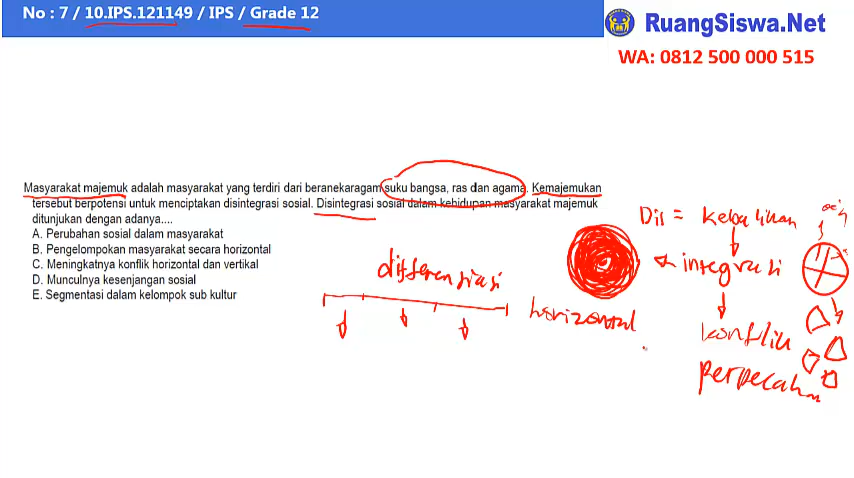 No : 7 / 10.IPS.121149 / IPS / Grade 12
RuangSiswa.Net
WA: 0812 500 000 515
Masyarakat majemuk adalah masyarakat yang terdiri dari beranekaragam suku bangsa, ras dan agama. Kemajemukan
tersebut berpotensi untuk menciptakan disintegrasi sosial. Disintegrasi sosial dalam kehidupan masyarakat majemuk
ditunjukan dengan adanya....
A. Perubahan sosial dalam masyarakat
B. Pengelompokan masyarakat secara horizontal
C. Meningkatnya konflik horizontal dan vertikal
D. Munculnya kesenjangan sosial
E. Segmentasi dalam kelompok sub kultur
differensiasi
horizontal
Dis = kebalikan
integrasi
konflik
perpecahan